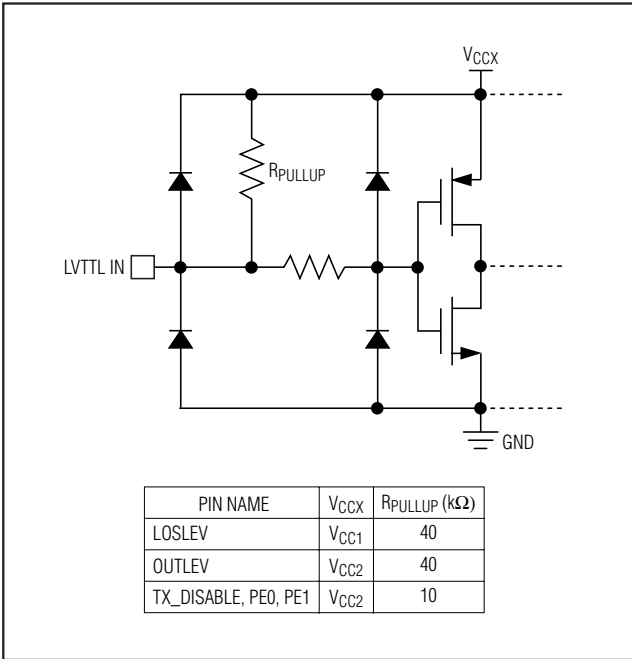 VCCX
RPULLUP
LVTTL IN
GND
PIN NAME VCCX RPULLUP (kΩ)
LOSLEV VCC1 40
OUTLEV VCC2 40
TX_DISABLE, PE0, PE1 VCC2 10